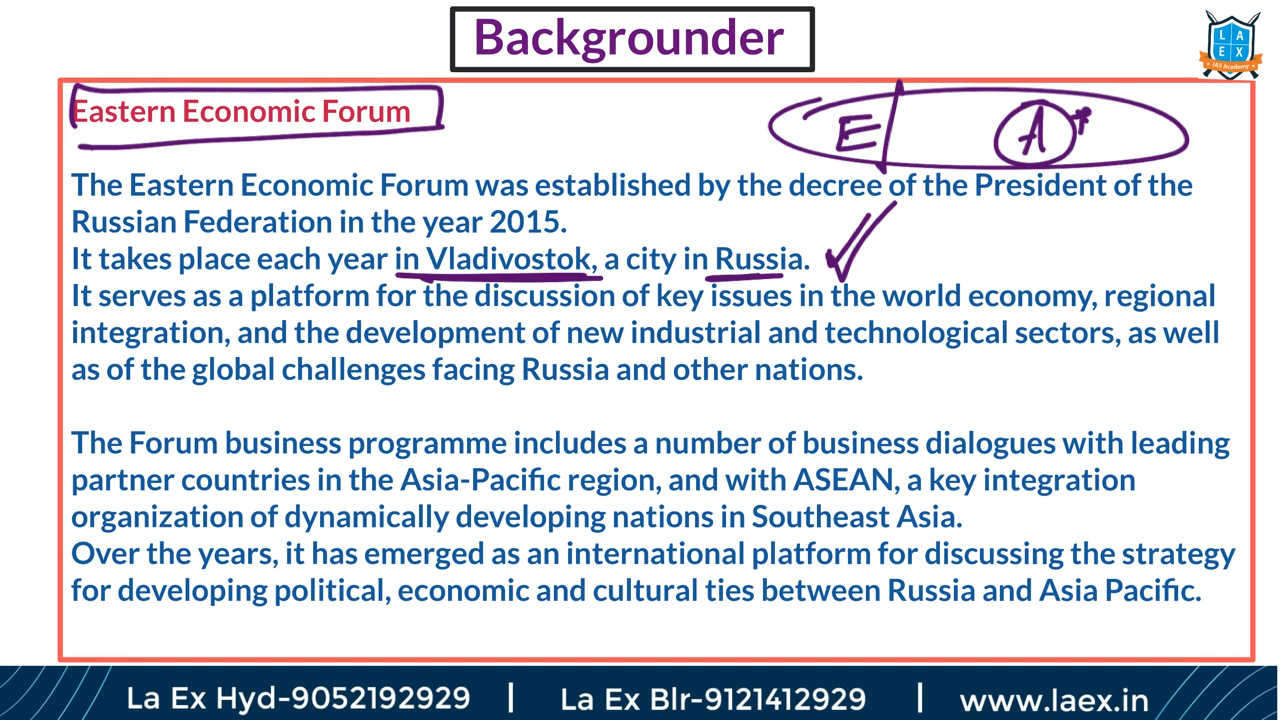 Backgrounder
L A
E X
IAS Academy
Eastern Economic Forum
E
A*
The Eastern Economic Forum was established by the decree of the President of the
Russian Federation in the year 2015.
It takes place each year in Vladivostok, a city in Russia.
It serves as a platform for the discussion of key issues in the world economy, regional
integration, and the development of new industrial and technological sectors, as well
as of the global challenges facing Russia and other nations.
The Forum business programme includes a number of business dialogues with leading
partner countries in the Asia-Pacific region, and with ASEAN, a key integration
organization of dynamically developing nations in Southeast Asia.
Over the years, it has emerged as an international platform for discussing the strategy
for developing political, economic and cultural ties between Russia and Asia Pacific.
La Ex Hyd-9052192929 | La Ex Blr-9121412929 | www.laex.in